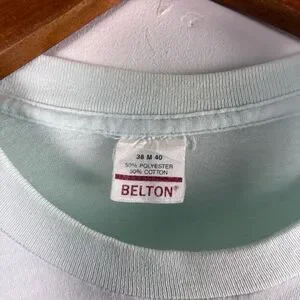 38 M 40
50% POLYESTER
50% COTTON
BELTON®